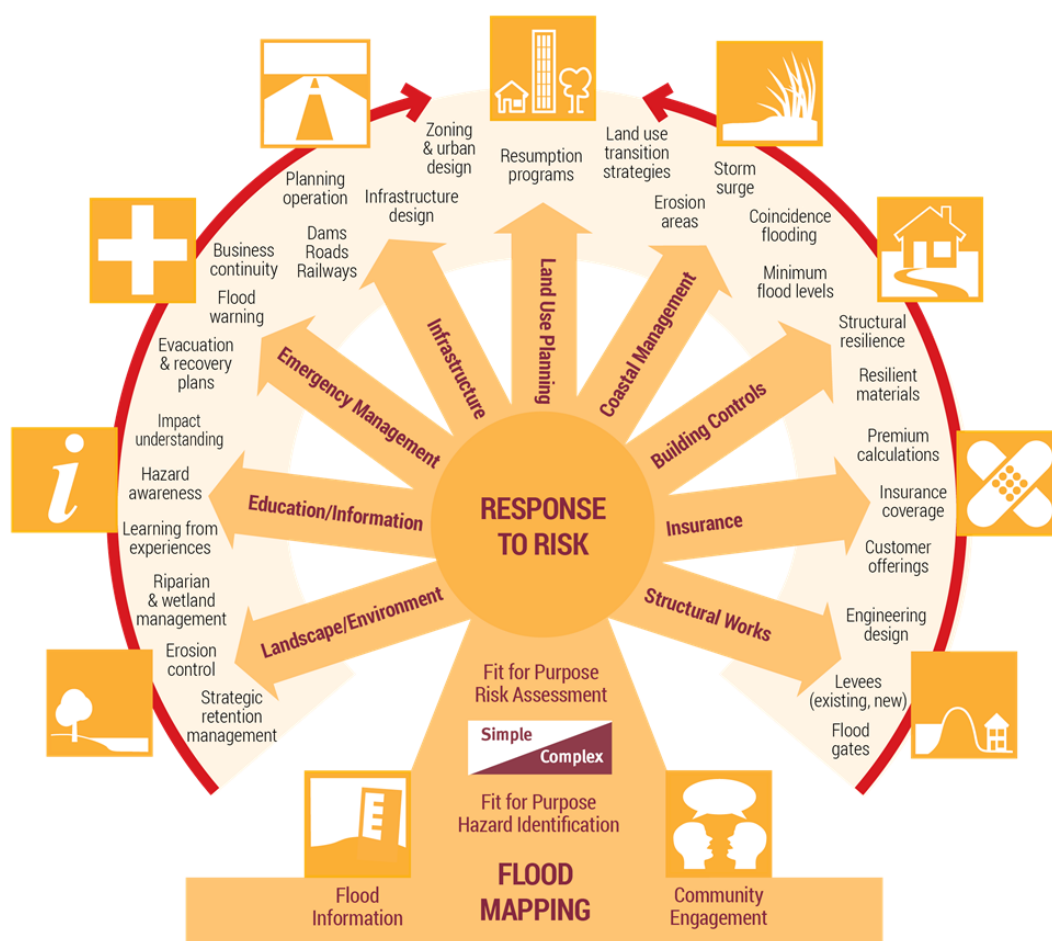 Zoning
& urban
design
Resumption
programs
Land use
transition
strategies
Planning
operation
Infrastructure
design
Erosion
areas
Storm
surge
Dams
Roads
Railways
Coincidence
flooding
Business
continuity
Minimum
flood levels
Flood
warning
Structural
resilience
Evacuation
& recovery
plans
Resilient
materials
Impact
understanding
Premium
calculations
Hazard
awareness
Insurance
coverage
Learning from
experiences
Customer
offerings
Riparian
& wetland
management
Engineering
design
Erosion
control
Levees
(existing, new)
Strategic
retention
management
Flood
gates
Landscape/Environment
Education/Information
Emergency Management
Infrastructure
Land Use Planning
Coastal Management
Building Controls
Insurance
Structural Works
RESPONSE
TO RISK
i
Fit for Purpose
Risk Assessment
Simple
Complex
Fit for Purpose
Hazard Identification
FLOOD
MAPPING
Flood
Information
Community
Engagement